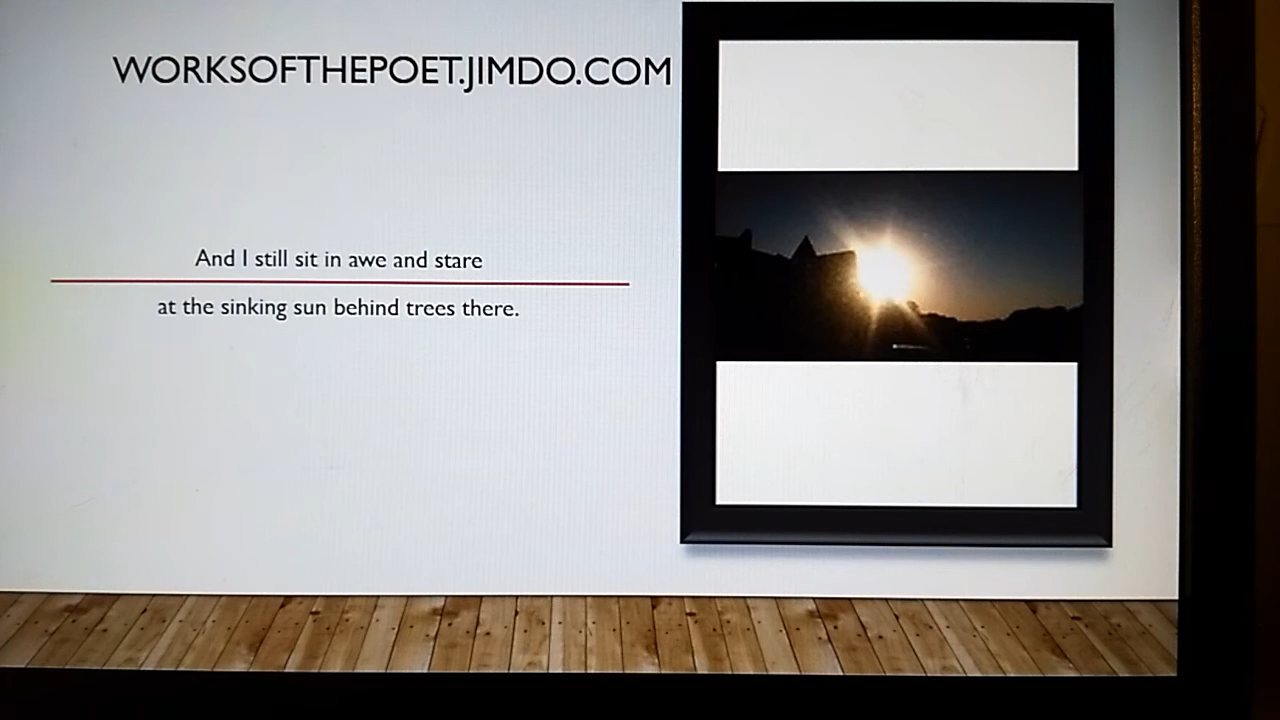 WORKSOFTHEPOET.JIMDO.COM
And I still sit in awe and stare
at the sinking sun behind trees there.